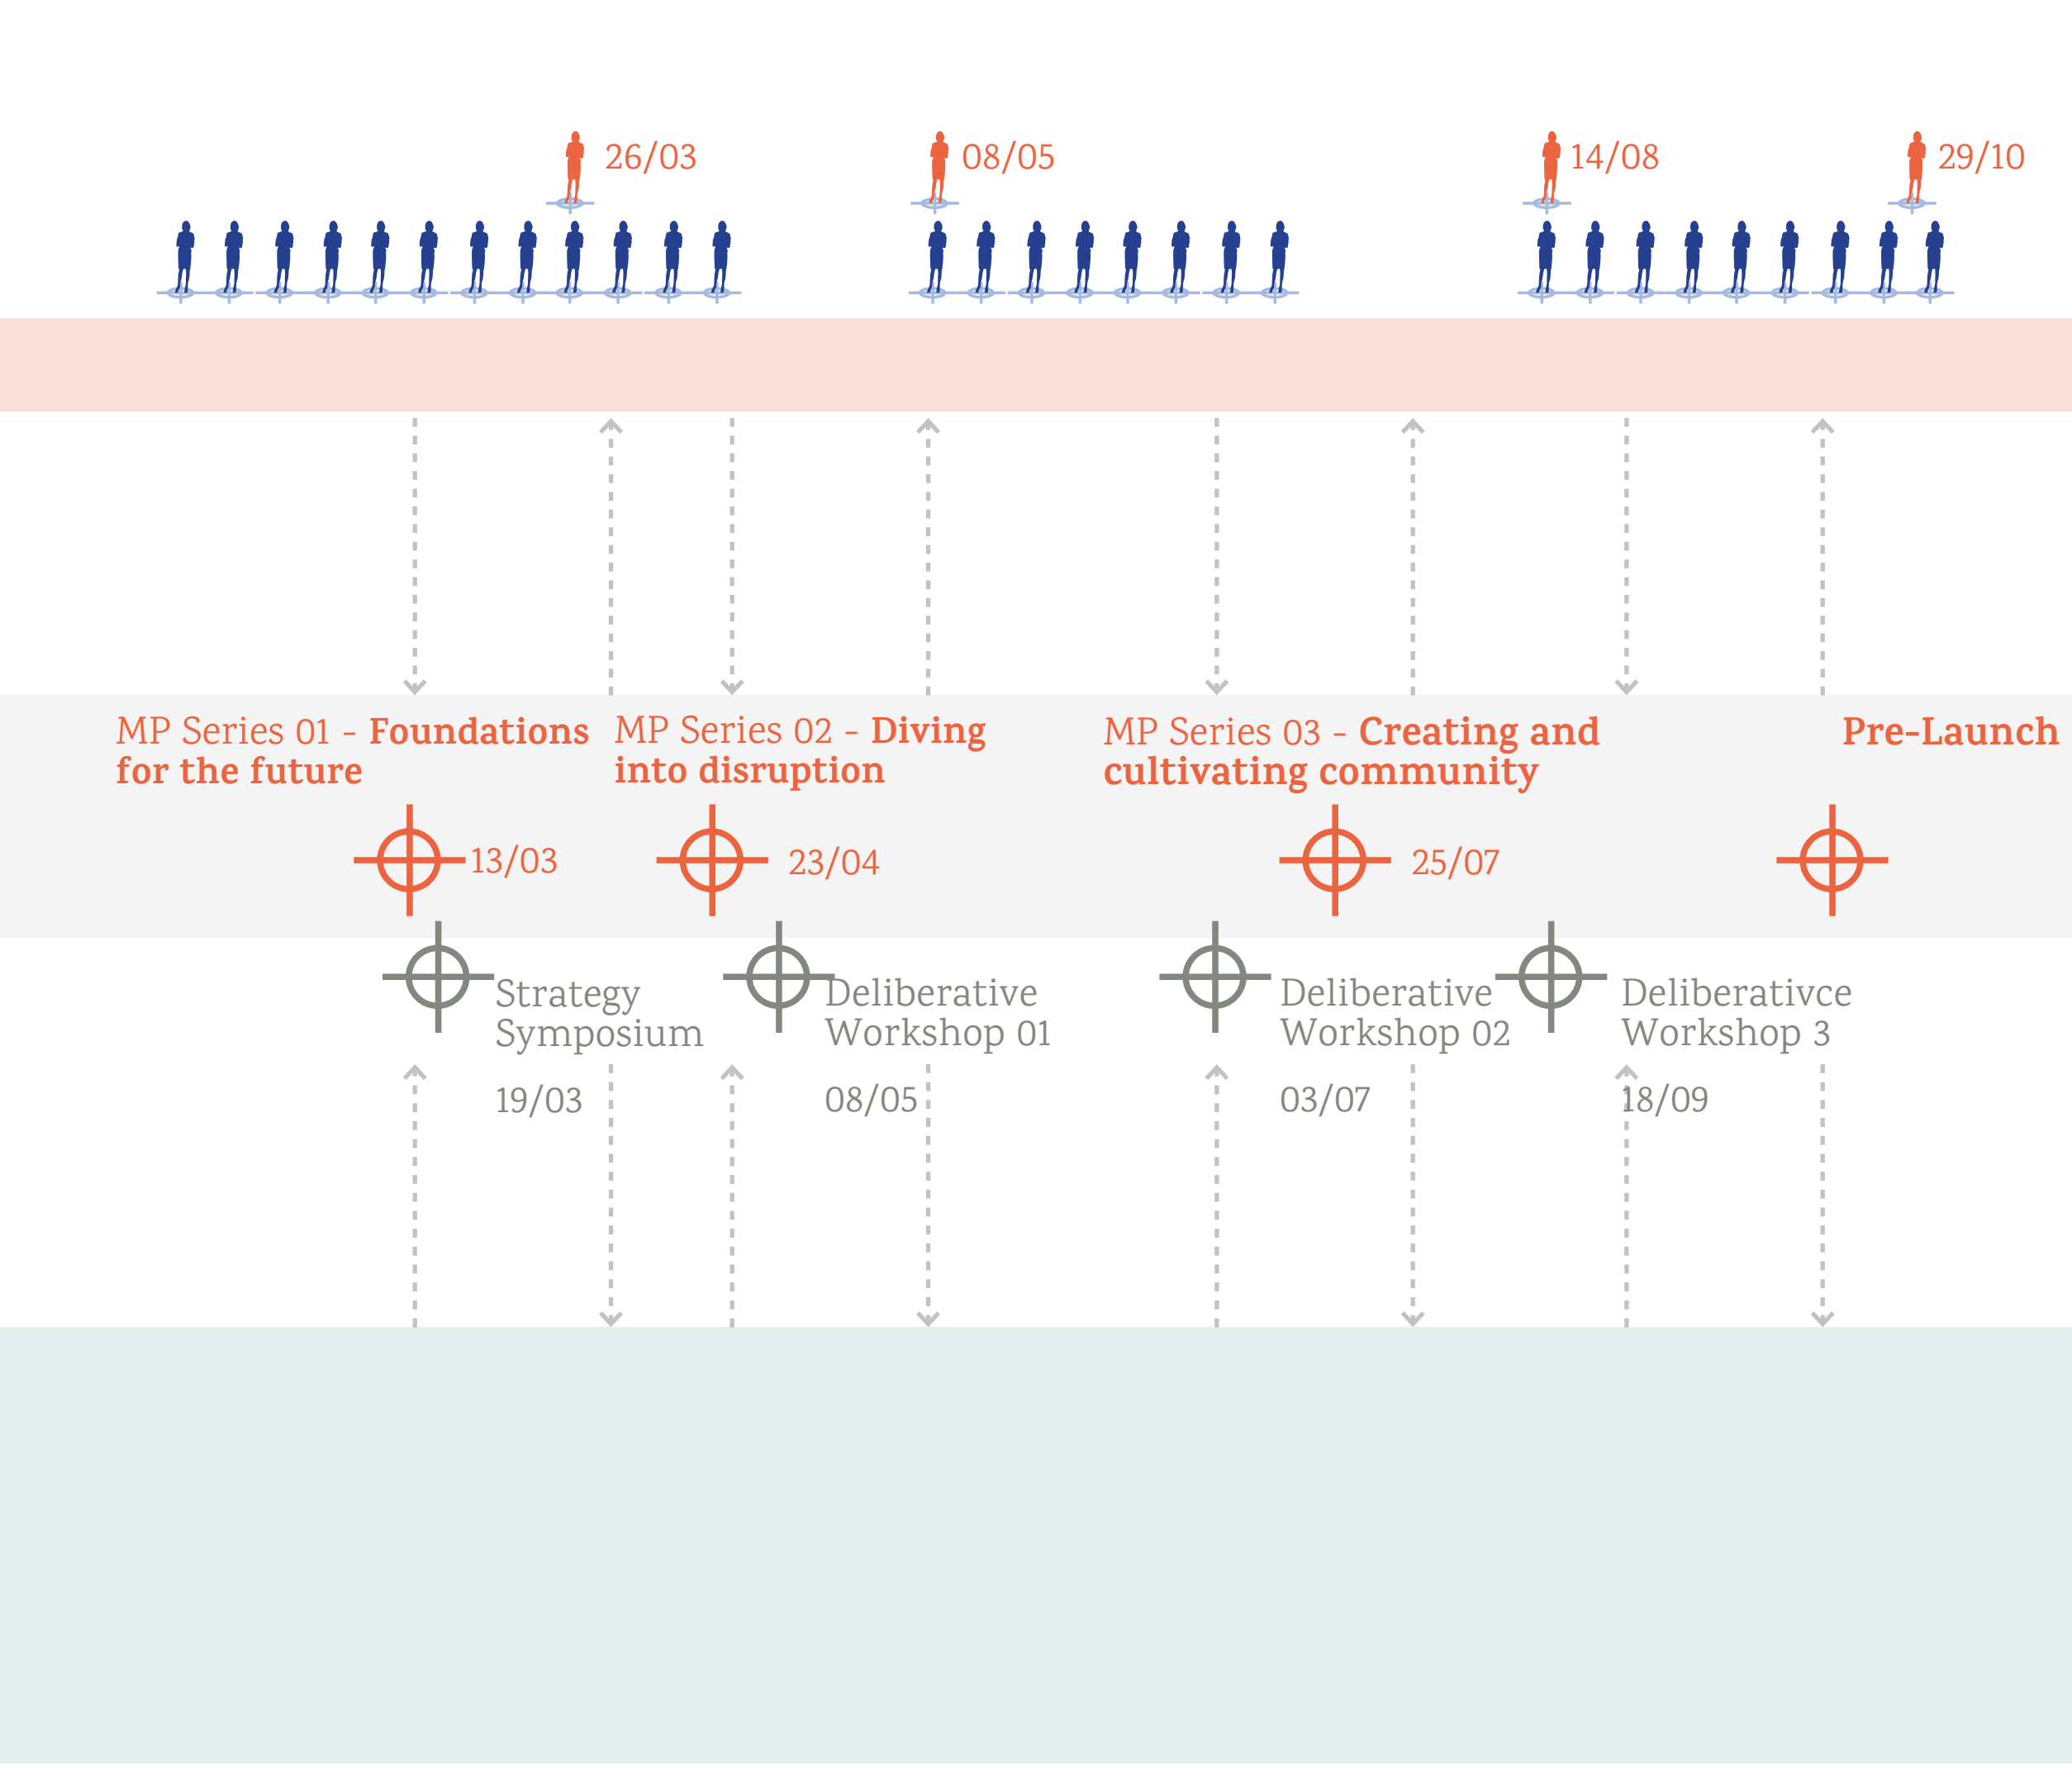 26/03
08/05
14/08
29/10
MP Series 01 - Foundations
for the future
MP Series 02 - Diving
into disruption
MP Series 03 - Creating and
cultivating community
Pre-Launch
13/03
23/04
25/07
Strategy
Symposium
19/03
Deliberative
Workshop 01
08/05
Deliberative
Workshop 02
03/07
Deliberativce
Workshop 3
18/09